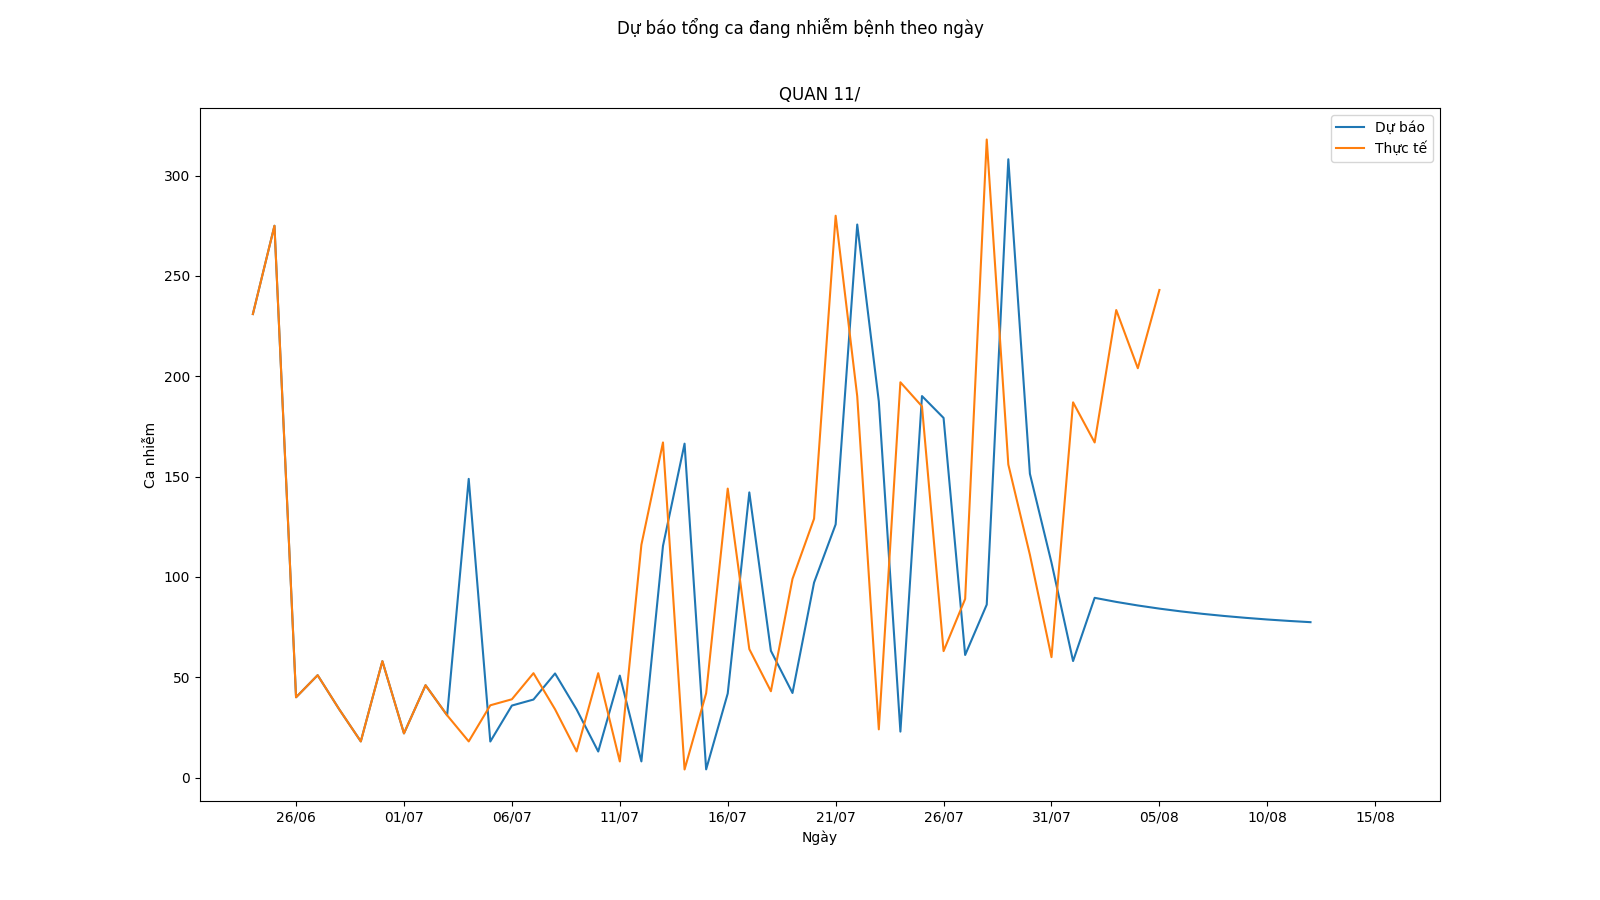 Dự báo tổng ca đang nhiễm bệnh theo ngày
QUAN 11/
Dự báo
Thực tế
300
250
200
150
100
50
0
Ca nhiễm
26/06 01/07 06/07 11/07 16/07 21/07 26/07 31/07 05/08 10/08 15/08
Ngày